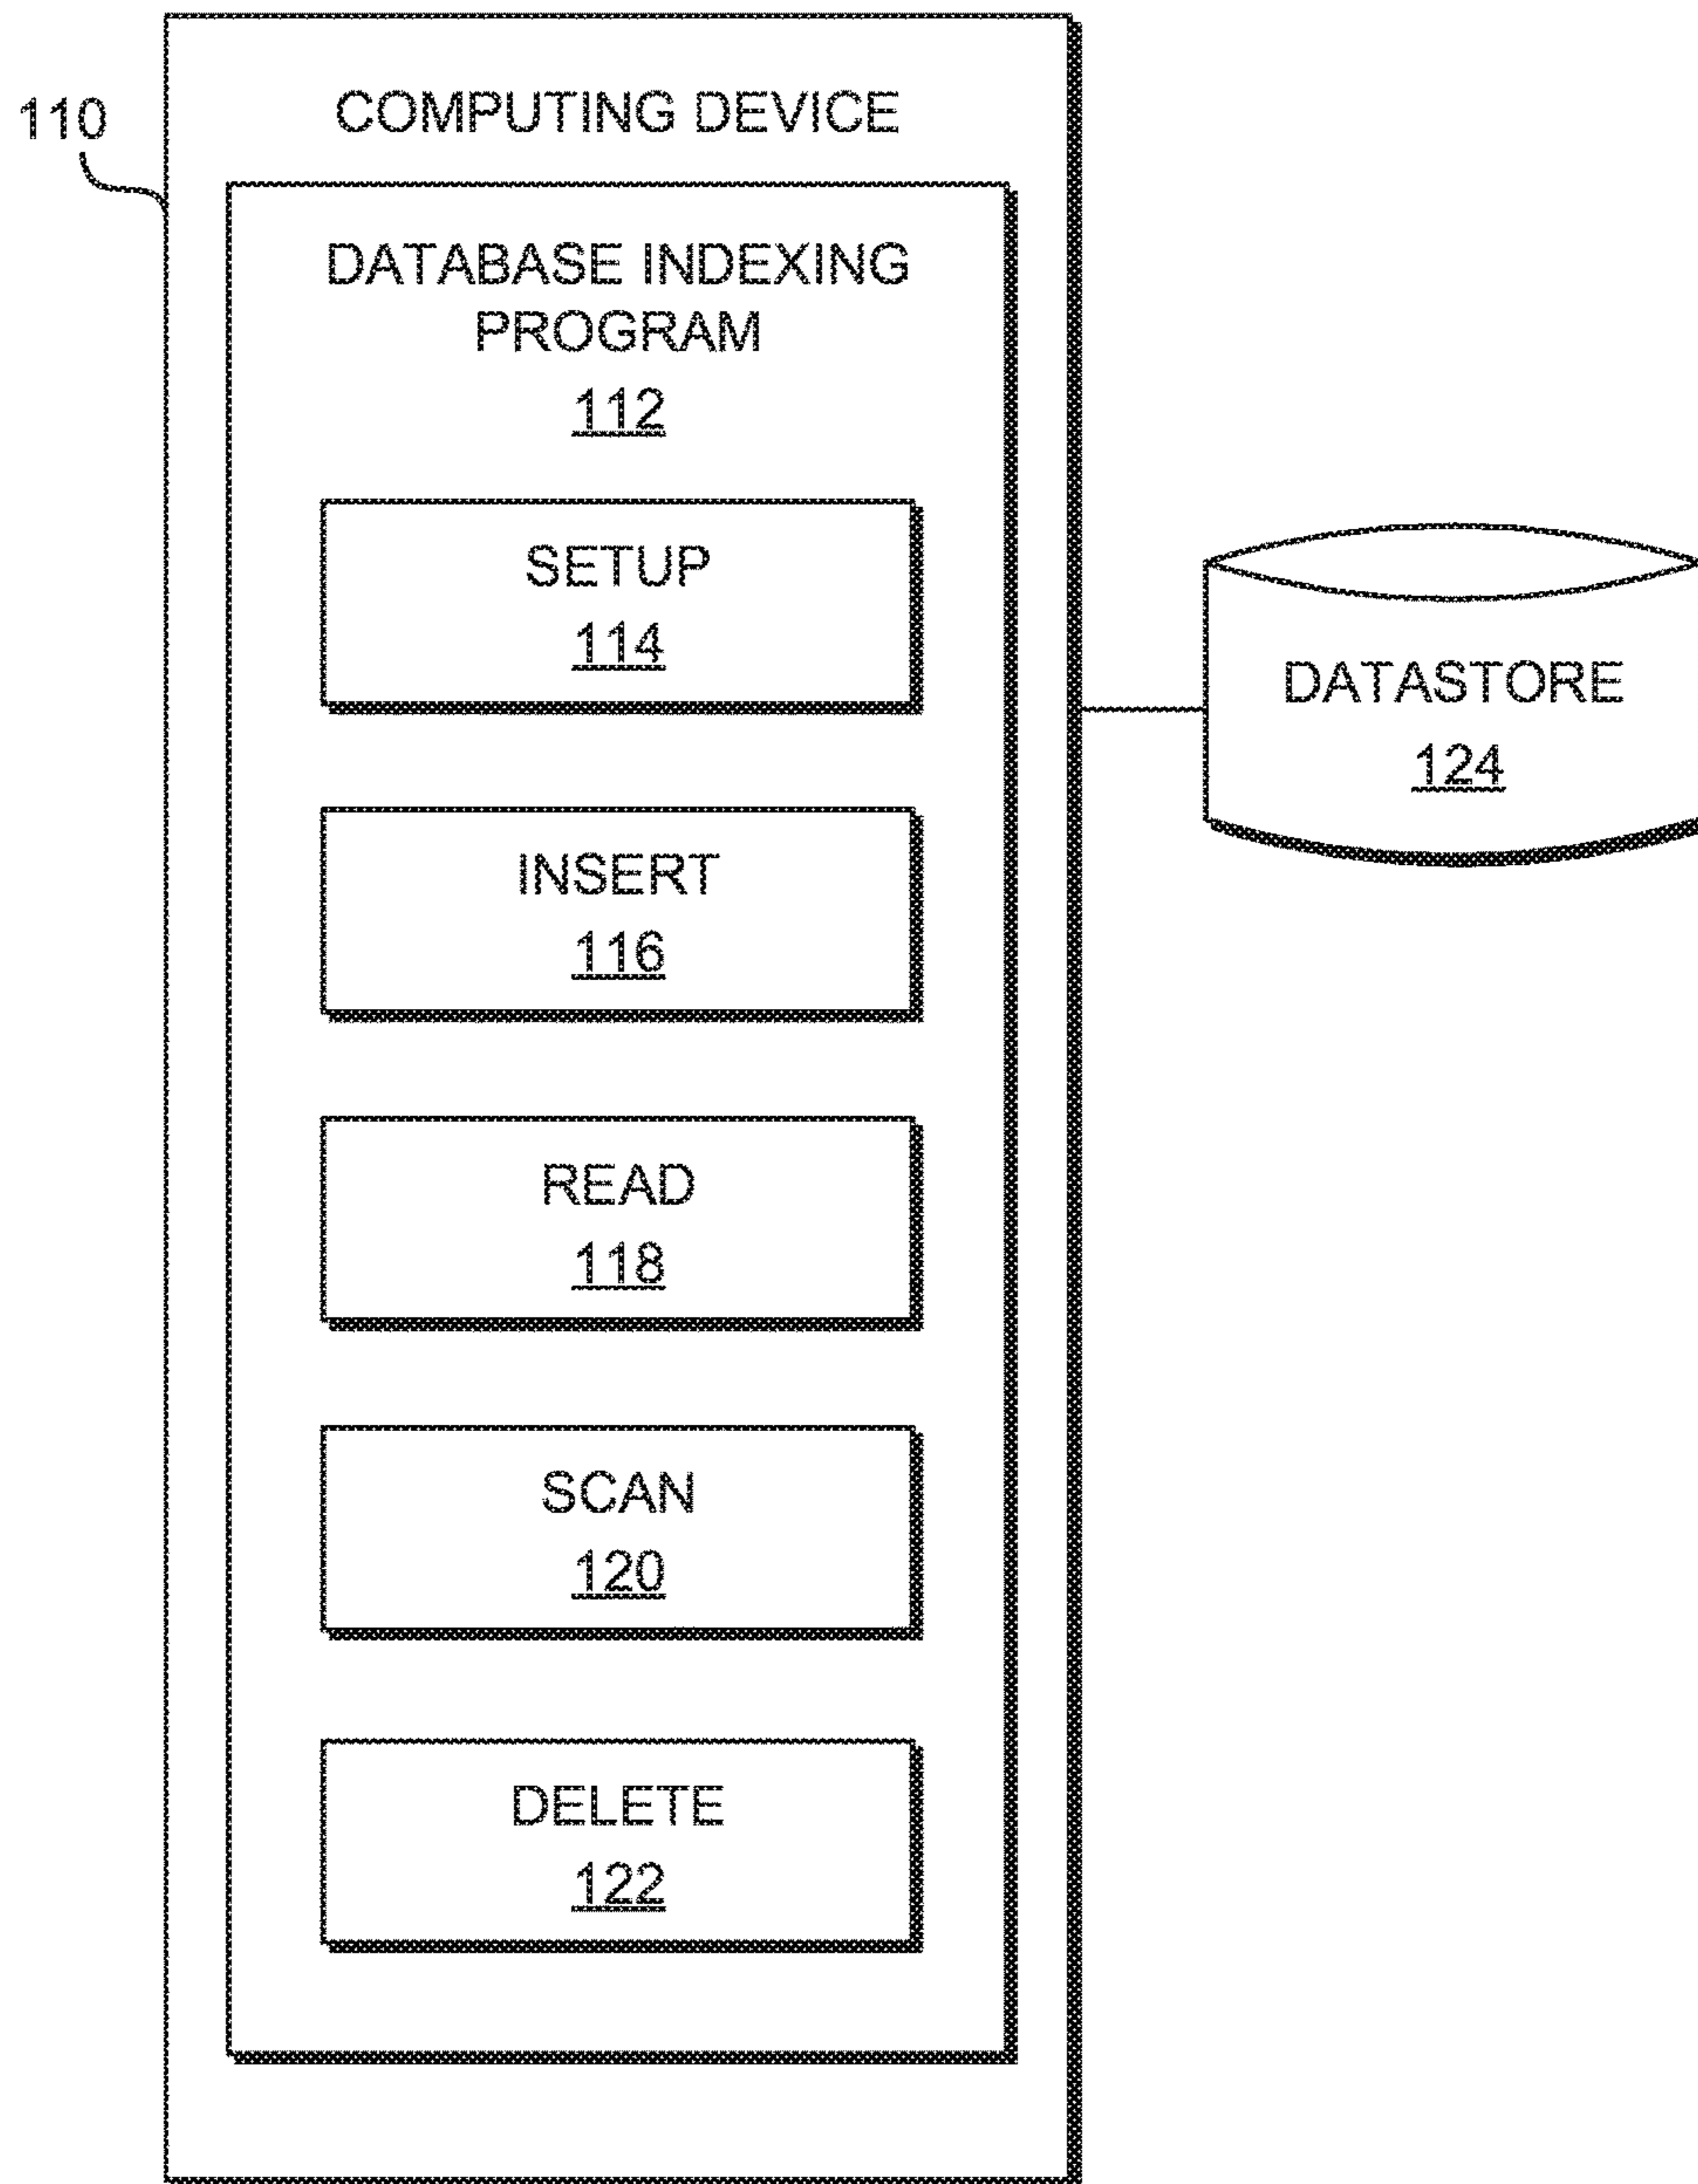 110
COMPUTING DEVICE
DATABASE INDEXING
PROGRAM
112
SETUP
114
INSERT
116
READ
118
SCAN
120
DELETE
122
DATASTORE
124